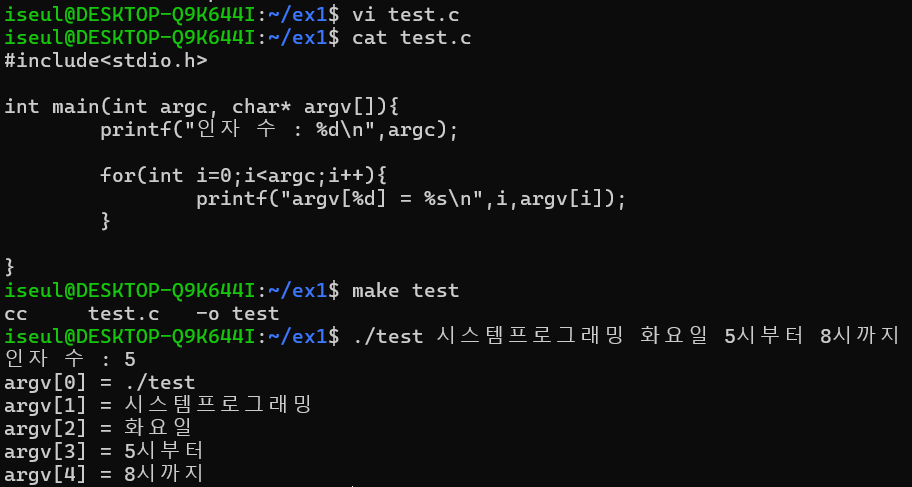 iseul@DESKTOP-Q9K644I:~/ex1$ vi test.c
iseul@DESKTOP-Q9K644I:~/ex1$ cat test.c
#include<stdio.h>
int main(int argc, char* argv[]){
        printf("인자 수 : %d\n",argc);
        for(int i=0;i<argc;i++){
                printf("argv[%d] = %s\n",i,argv[i]);
        }
}
iseul@DESKTOP-Q9K644I:~/ex1$ make test
cc     test.c   -o test
iseul@DESKTOP-Q9K644I:~/ex1$ ./test 시스템프로그래밍 화요일 5시부터 8시까지
인자 수 : 5
argv[0] = ./test
argv[1] = 시스템프로그래밍
argv[2] = 화요일
argv[3] = 5시부터
argv[4] = 8시까지